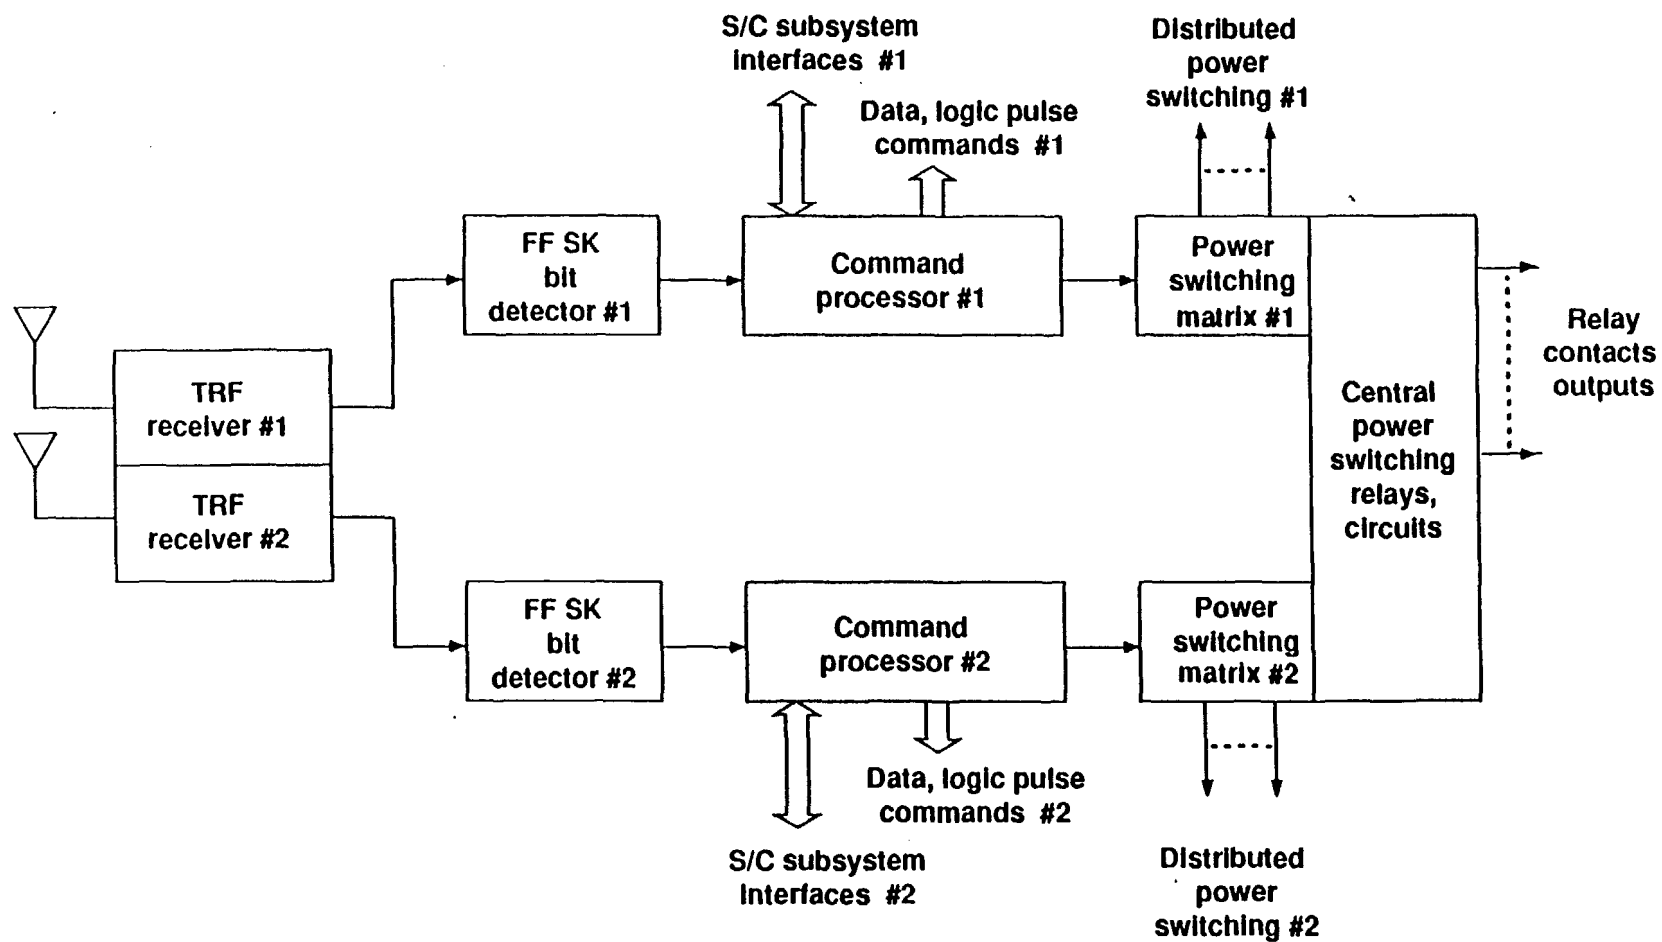 S/C subsystem
interfaces #1
Data, logic pulse
commands #1
Distributed
power
switching #1
FF SK
bit
detector #1
Command
processor #1
Power
switching
matrix #1
TRF
receiver #1
TRF
receiver #2
Central
power
switching
relays,
circuits
Relay
contacts
outputs
FF SK
bit
detector #2
Command
processor #2
Power
switching
matrix #2
Data, logic pulse
commands #2
S/C subsystem
Interfaces #2
Distributed
power
switching #2